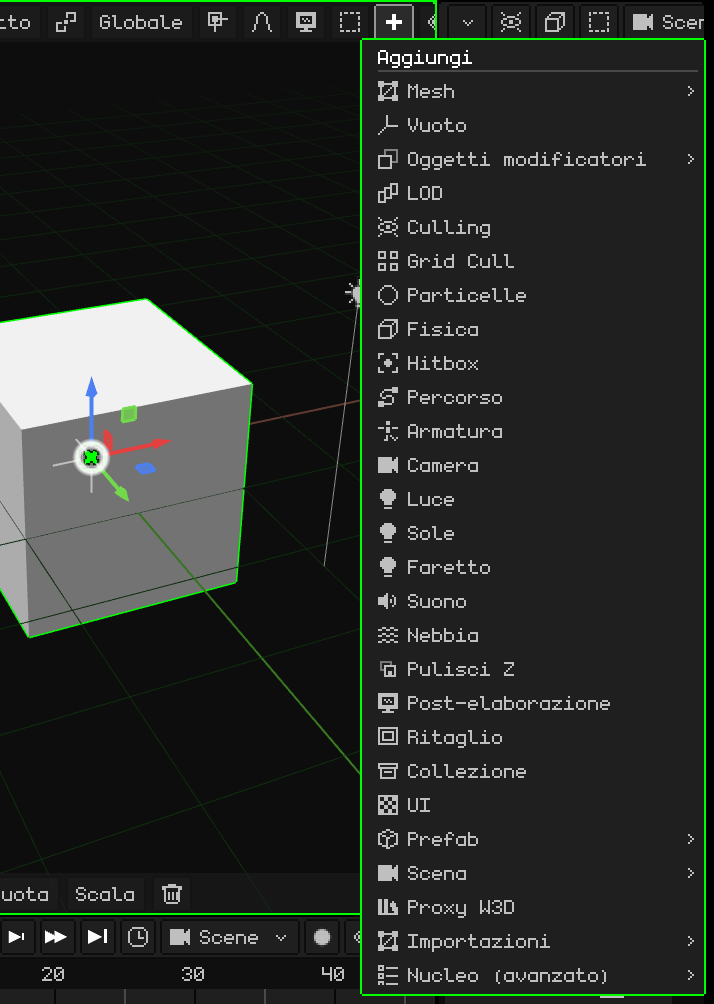 tto Globale Scen
Aggiungi
Mesh
Vuoto
Oggetti modificatori
LOD
Culling
Grid Cull
Particelle
Fisica
Hitbox
Percorso
Armatura
Camera
Luce
Sole
Faretto
Suono
Nebbia
Pulisci Z
Post-elaborazione
Ritaglio
Collezione
UI
Prefab
Scena
Proxy W3D
Importazioni
Nucleo (avanzato)
uota Scala
Scene
20 30 40